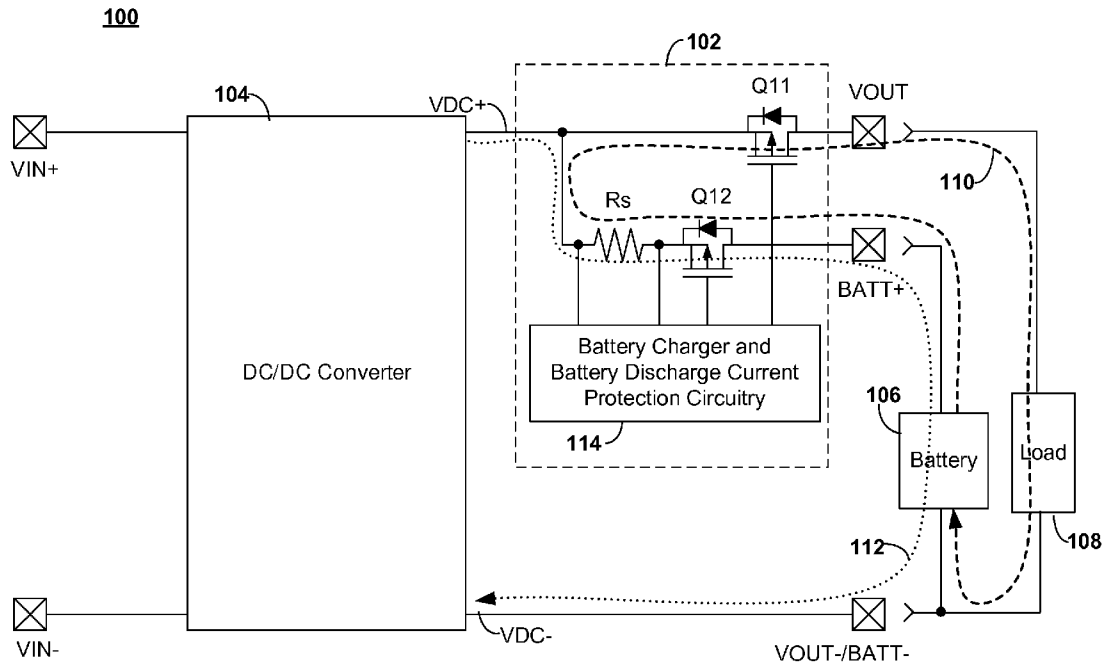 100
102
104
Q11
VOUT
VDC+
VIN+
110
Rs
Q12
BATT+
DC/DC Converter
Battery Charger and
Battery Discharge Current
Protection Circuitry
114
106
Battery
Load
108
112
VIN-
VDC-
VOUT-/BATT-